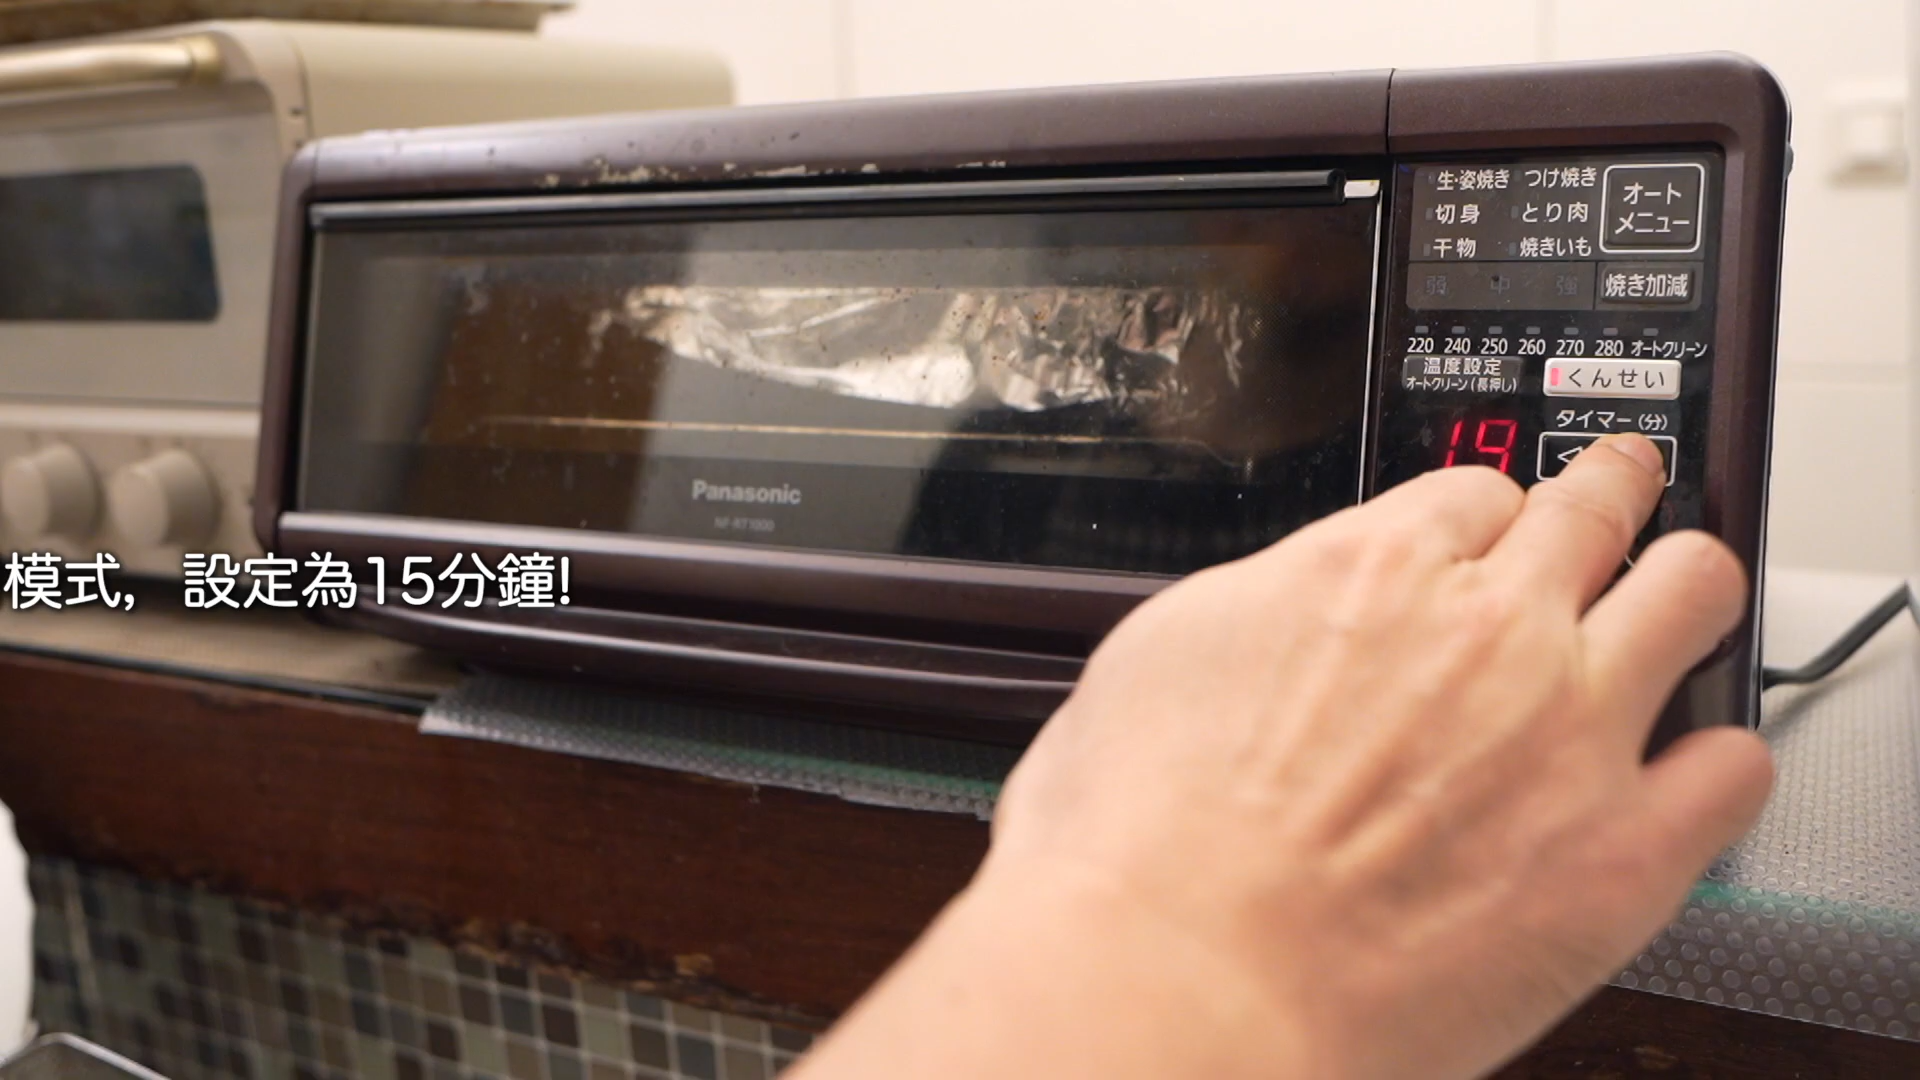 生・姿焼き つけ焼き
切身 とり肉
干物 焼きいも
オート
メニュー
弱 中 強
焼き加減
220 240 250 260 270 280 オートクリーン
温度設定
オートクリーン(長押し)
くんせい
タイマー(分)
19
Panasonic
NF-RT1000
模式, 設定為15分鐘!